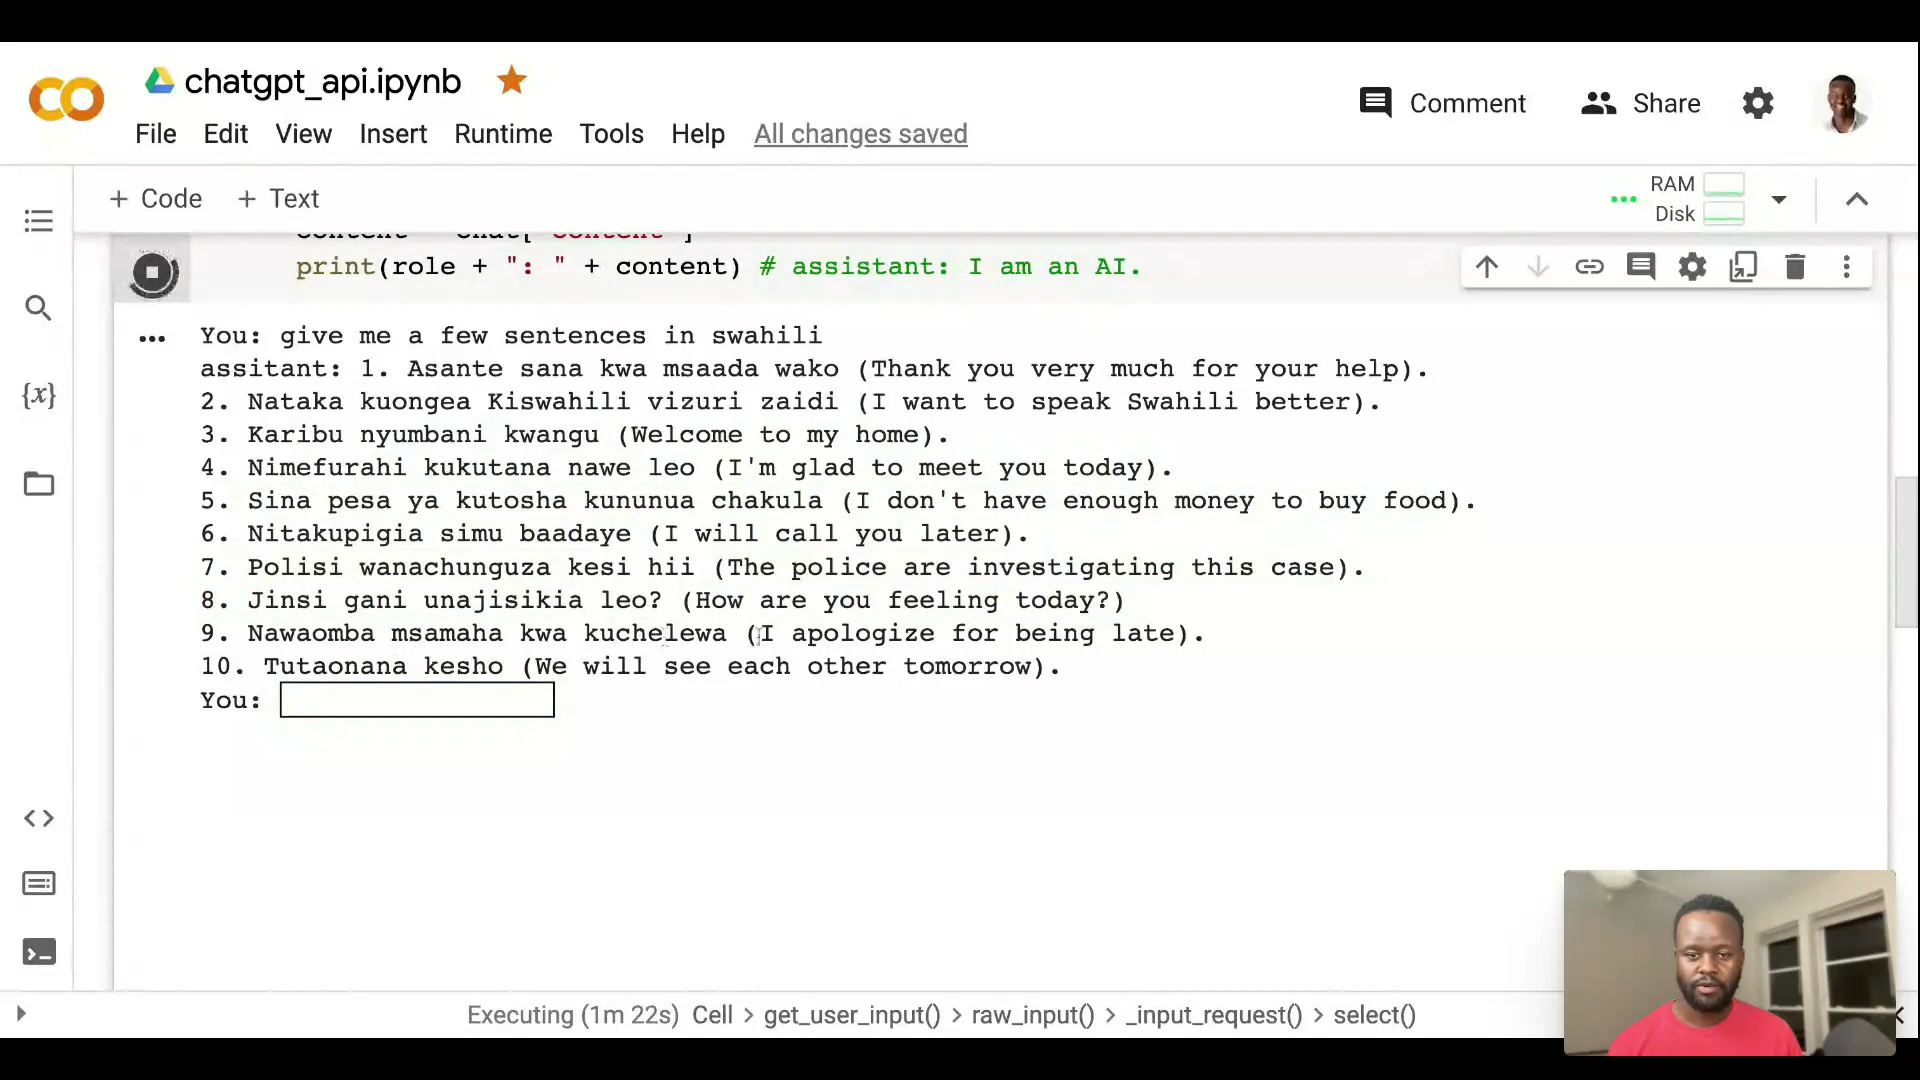 chatgpt_api.ipynb
Comment
Share
File Edit View Insert Runtime Tools Help All changes saved
+ Code + Text
RAM
Disk
content = chat["content"]
print(role + ": " + content) # assistant: I am an AI.
You: give me a few sentences in swahili
assitant: 1. Asante sana kwa msaada wako (Thank you very much for your help).
2. Nataka kuongea Kiswahili vizuri zaidi (I want to speak Swahili better).
3. Karibu nyumbani kwangu (Welcome to my home).
4. Nimefurahi kukutana nawe leo (I'm glad to meet you today).
5. Sina pesa ya kutosha kununua chakula (I don't have enough money to buy food).
6. Nitakupigia simu baadaye (I will call you later).
7. Polisi wanachunguza kesi hii (The police are investigating this case).
8. Jinsi gani unajisikia leo? (How are you feeling today?)
9. Nawaomba msamaha kwa kuchelewa (I apologize for being late).
10. Tutaonana kesho (We will see each other tomorrow).
You:
Executing (1m 22s) Cell > get_user_input() > raw_input() > _input_request() > select()